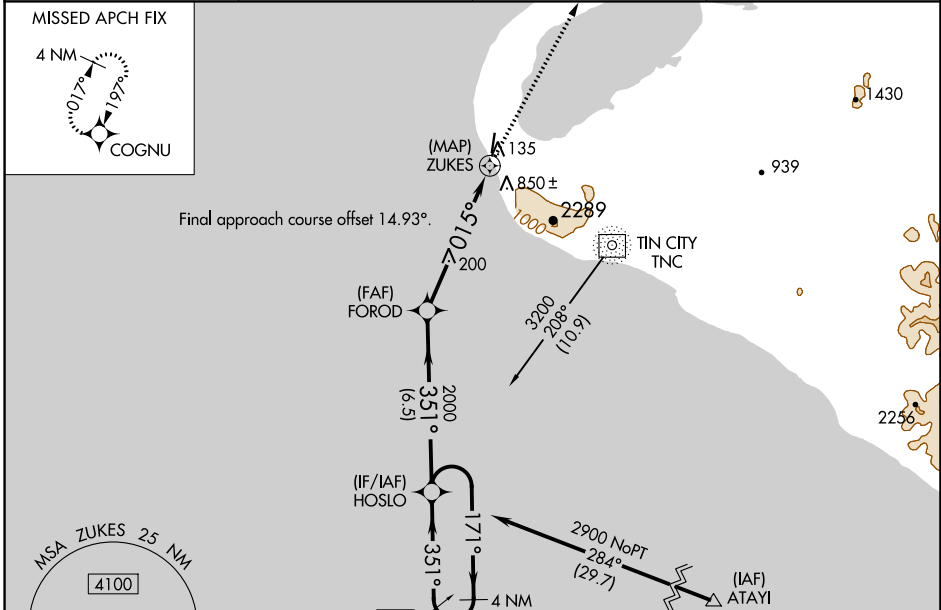 MISSED APCH FIX
4 NM
017°
197°
COGNU
1430
(MAP)
ZUKES
135
939
850 ±
Final approach course offset 14.93°.
015°
1000
2289
TIN CITY
TNC
200
(FAF)
FOROD
3200
208°
(10.9)
2000
351°
(6.5)
2256
(IF/IAF)
HOSLO
171°
351°
2900 NoPT
284°
(29.7)
MSA ZUKES 25 NM
4100
4 NM
(IAF)
ATAYI